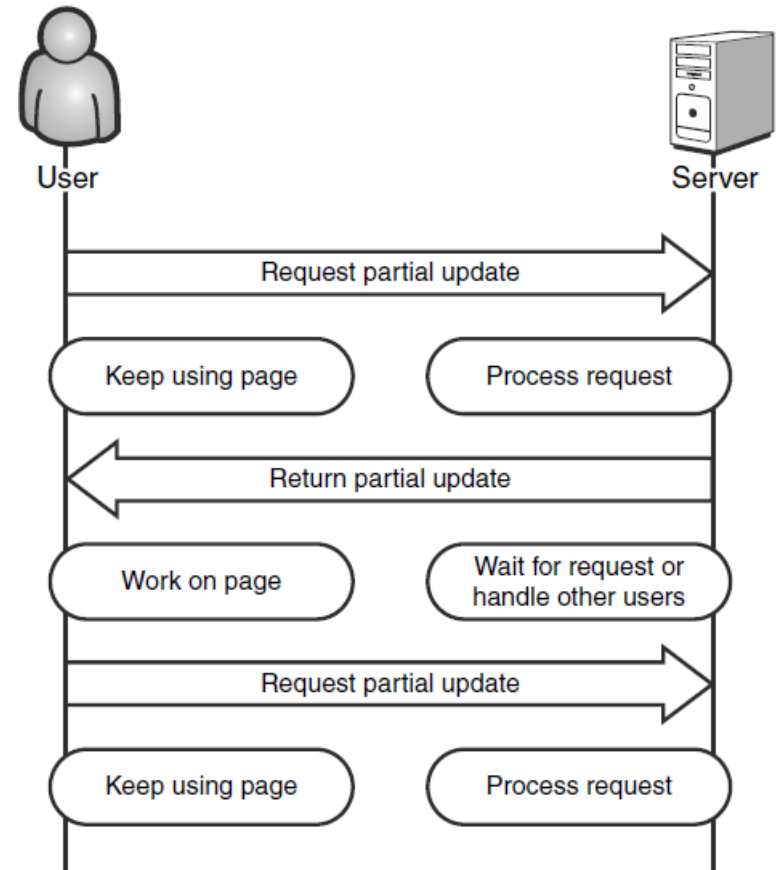 User
Server
Request partial update
Keep using page
Process request
Return partial update
Work on page
Wait for request or
handle other users
Request partial update
Keep using page
Process request